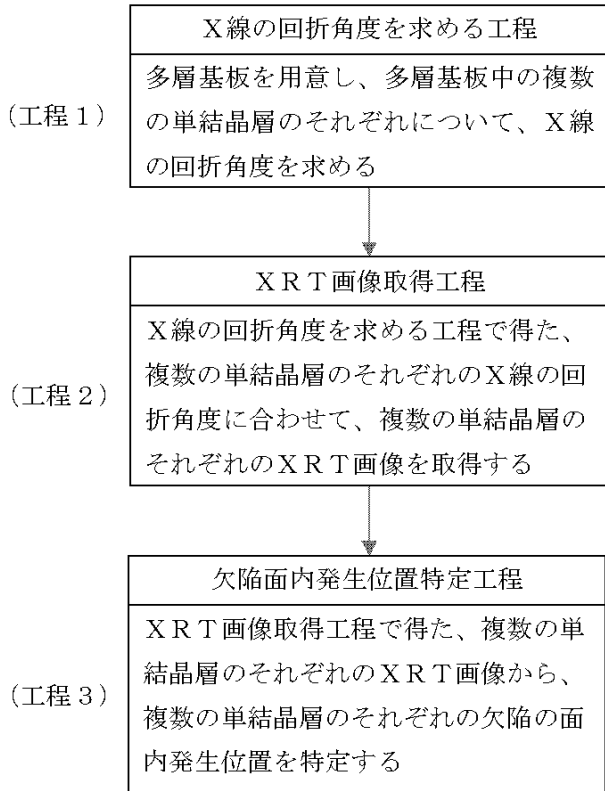 X線の回折角度を求める工程
(工程1)
多層基板を用意し、多層基板中の複数
の単結晶層のそれぞれについて、X線
の回折角度を求める
XRT画像取得工程
(工程2)
X線の回折角度を求める工程で得た、
複数の単結晶層のそれぞれのX線の回
折角度に合わせて、複数の単結晶層の
それぞれのXRT画像を取得する
欠陥面内発生位置特定工程
(工程3)
XRT画像取得工程で得た、複数の単
結晶層のそれぞれのXRT画像から、
複数の単結晶層のそれぞれの欠陥の面
内発生位置を特定する